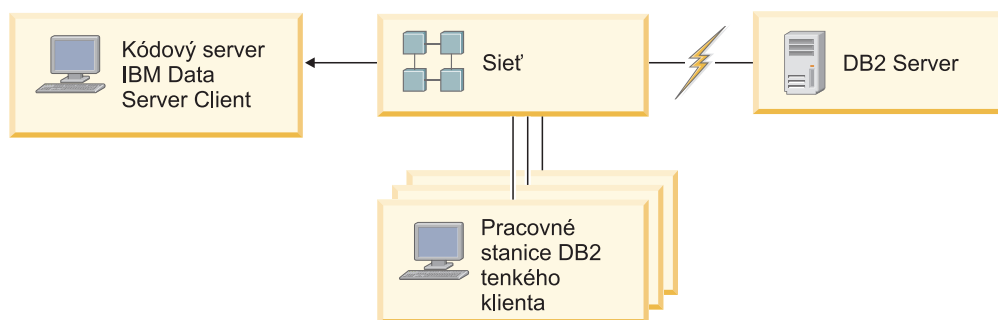 Kódový server
IBM Data
Server Client
Sieť
DB2 Server
Pracovné
stanice DB2
tenkého
klienta